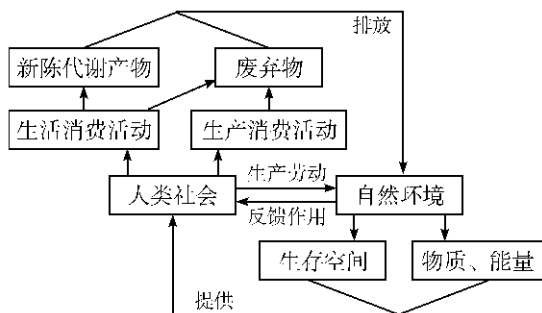 排放
新陈代谢产物
废弃物
生活消费活动
生产消费活动
生产劳动
人类社会
自然环境
反馈作用
生存空间
物质、能量
提供